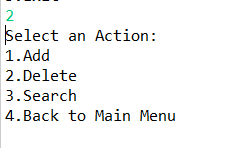 2
Select an Action:
1.Add
2.Delete
3.Search
4.Back to Main Menu